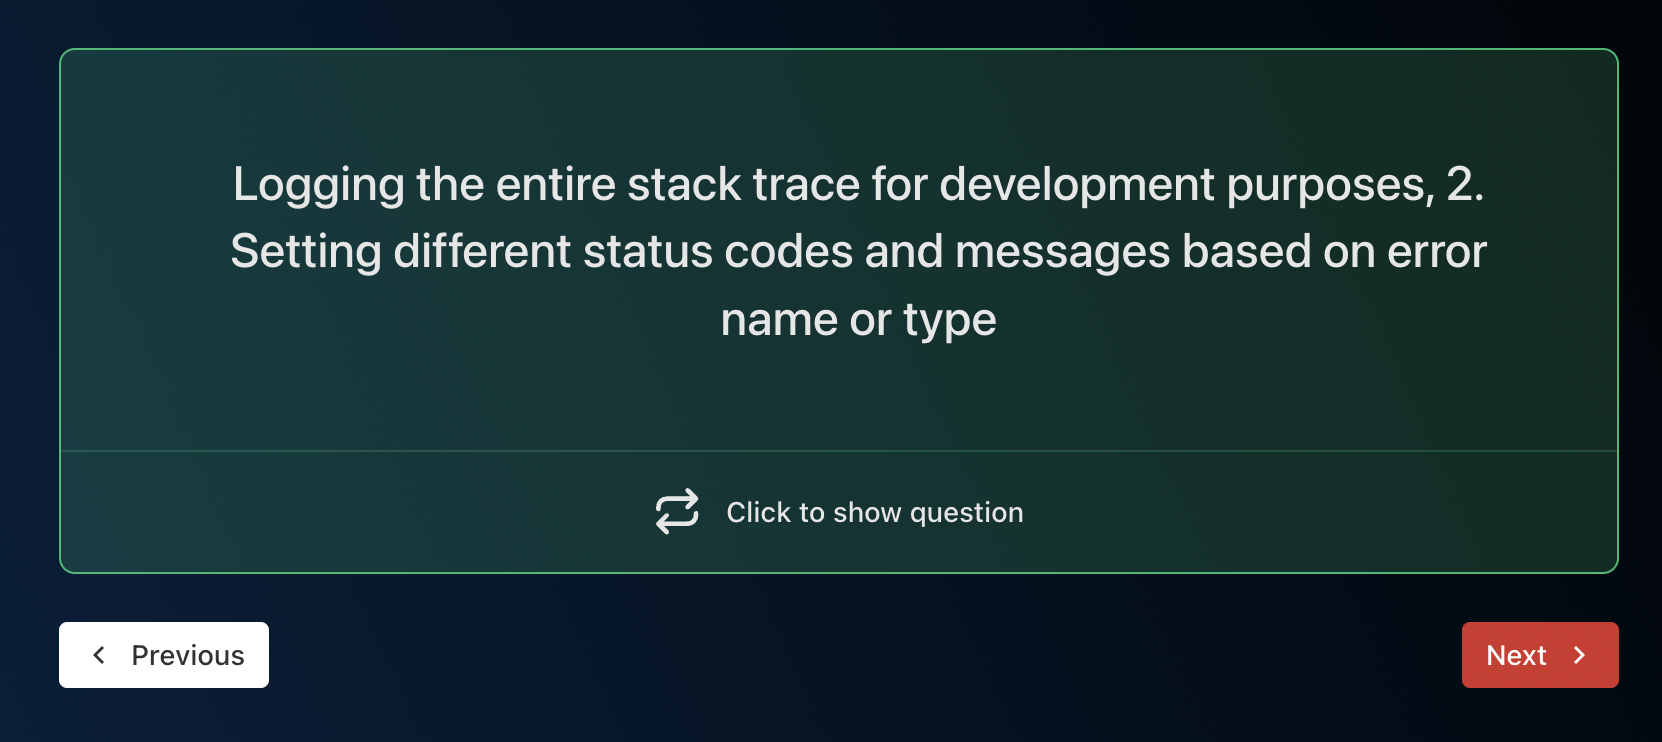 Logging the entire stack trace for development purposes, 2.
Setting different status codes and messages based on error
name or type
Click to show question
Previous
Next